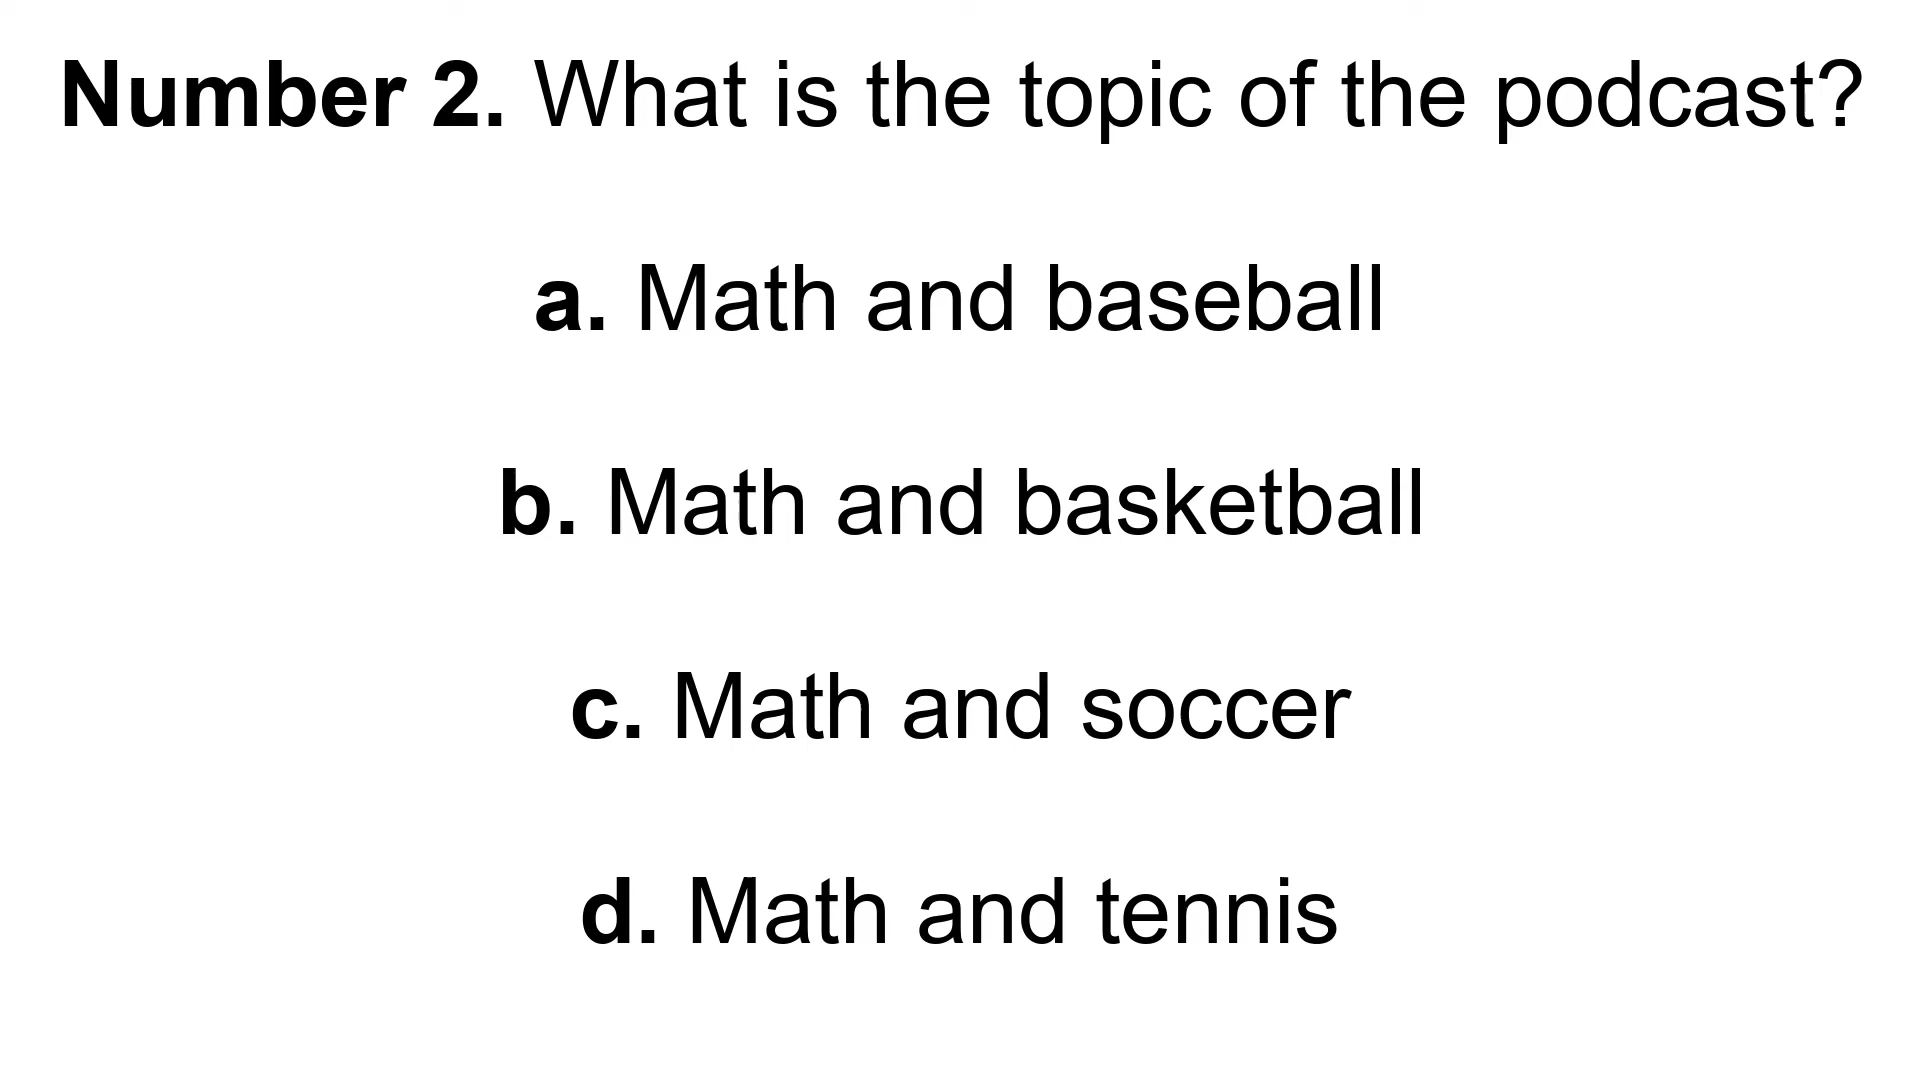 Number 2. What is the topic of the podcast?
a. Math and baseball
b. Math and basketball
c. Math and soccer
d. Math and tennis